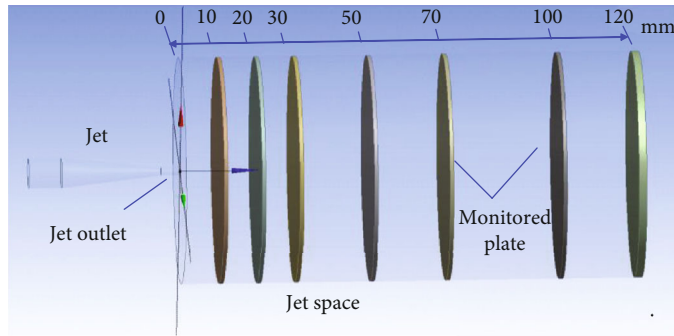 0 10 20 30 50 70 100 120
mm
Jet
Jet outlet
Monitored
plate
Jet space
.